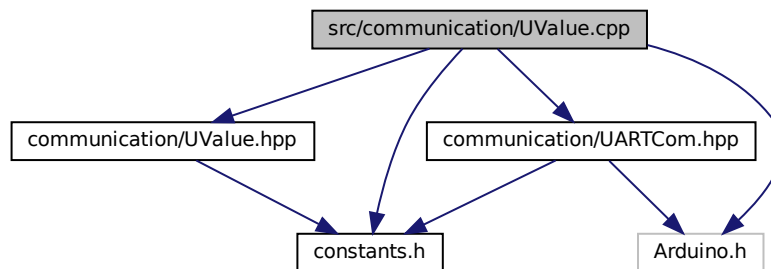 src/communication/UValue.cpp
communication/UValue.hpp
communication/UARTCom.hpp
constants.h
Arduino.h